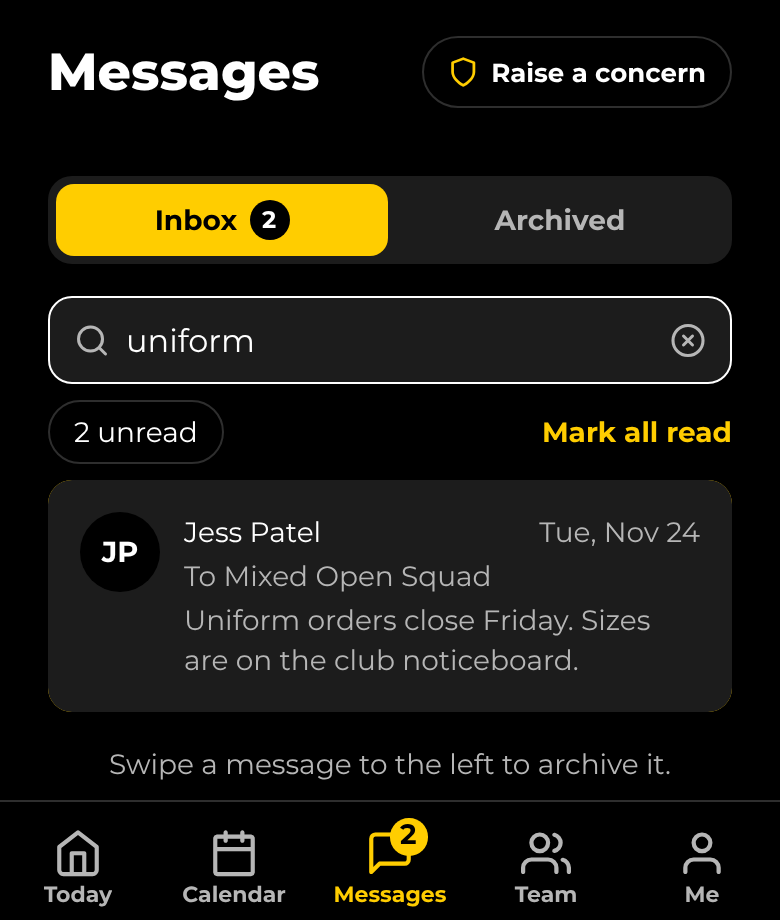 Messages
Raise a concern
Inbox 2
Archived
uniform
2 unread
Mark all read
JP
Jess Patel
Tue, Nov 24
To Mixed Open Squad
Uniform orders close Friday. Sizes
are on the club noticeboard.
Swipe a message to the left to archive it.
2
Today
Calendar
Messages
Team
Me